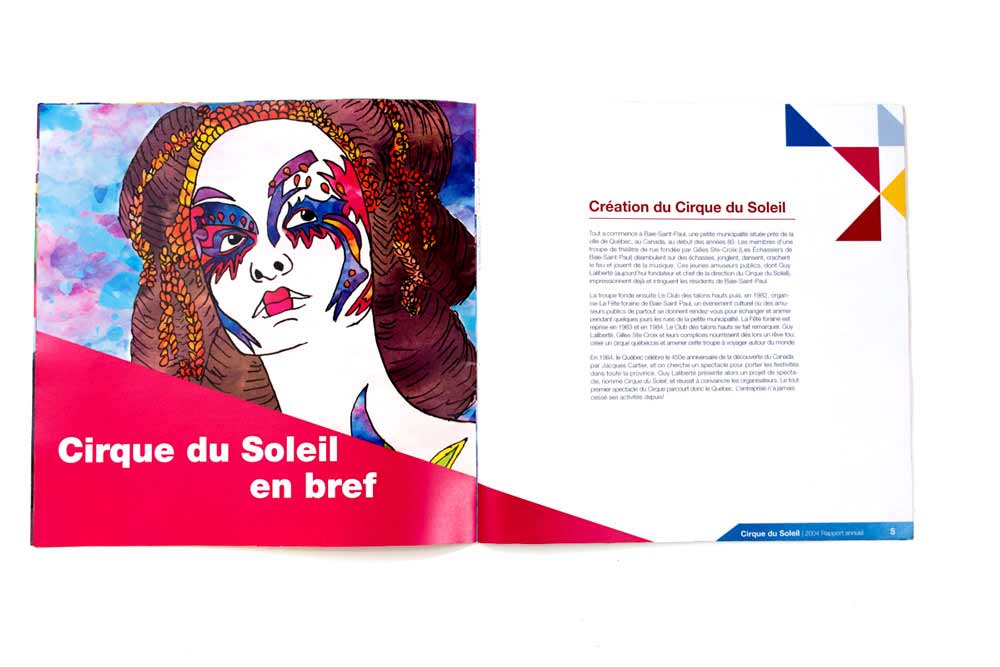 Cirque du Soleil
en bref
Création du Cirque du Soleil
Tout a commencé à Baie-Saint-Paul, une petite municipalité située près de la
ville de Québec, au Canada, au début des années 80. Les membres d'une
troupe de théâtre de rue fondée par Gilles Ste-Croix (Les Échassiers de
Baie-Saint-Paul) déambulent sur des échasses, jonglent, dansent, crachent
le feu et jouent de la musique. Ces jeunes amuseurs publics, dont Guy
Laliberté (aujourd'hui fondateur et chef de la direction du Cirque du Soleil),
impressionnent déjà et intriguent les résidents de Baie-Saint-Paul.
La troupe fonde ensuite Le Club des talons hauts puis, en 1982, organ-
ise La Fête foraine de Baie-Saint-Paul, un événement culturel où des amu-
seurs publics de partout se donnent rendez-vous pour échanger et animer
pendant quelques jours les rues de la petite municipalité. La Fête foraine est
reprise en 1983 et en 1984. Le Club des talons hauts se fait remarquer. Guy
Laliberté, Gilles Ste-Croix et leurs complices nourrissent dès lors un rêve fou:
créer un cirque québécois et amener cette troupe à voyager autour du monde.
En 1984, le Québec célèbre le 450e anniversaire de la découverte du Canada
par Jacques Cartier, et on cherche un spectacle pour porter les festivités
dans toute la province. Guy Laliberté présente alors un projet de specta-
cle, nommé Cirque du Soleil, et réussit à convaincre les organisateurs. Le tout
premier spectacle du Cirque parcourt donc le Québec. L'entreprise n'a jamais
cessé ses activités depuis!
Cirque du Soleil | 2004 Rapport annuel 5